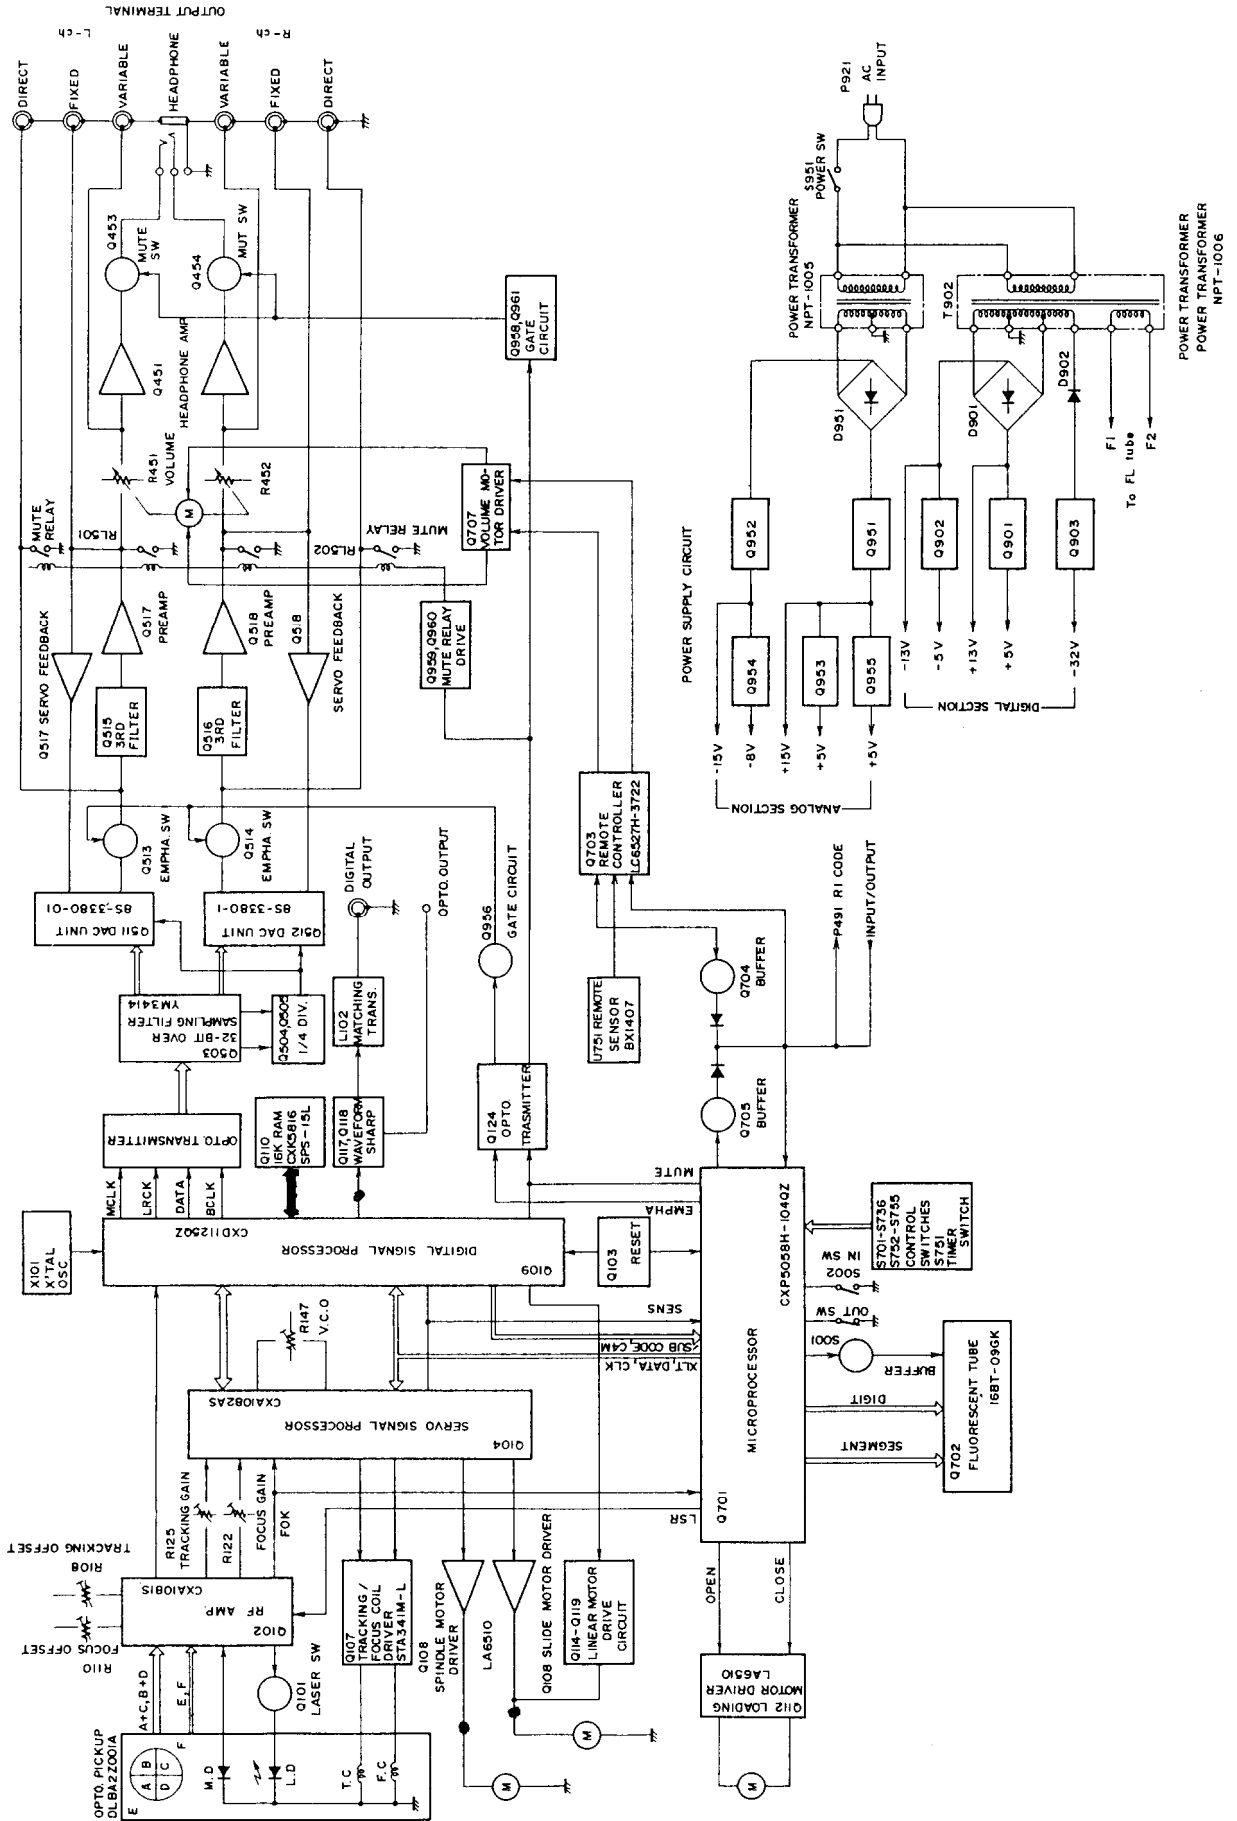 OUTPUT TERMINAL
L-ch
R-ch
DIRECT
FIXED
VARIABLE
HEADPHONE
VARIABLE
FIXED
DIRECT
Q453
MUTE
SW
Q454
MUT SW
Q451
HEADPHONE AMP
Q958,Q961
GATE
CIRCUIT
R451
VOLUME
R452
M
Q707
VOLUME MO-
TOR DRIVER
MUTE
RELAY
RL501
RL502
MUTE RELAY
Q517 SERVO FEEDBACK
Q517
PREAMP
Q518
PREAMP
Q518
SERVO FEEDBACK
Q959,Q960
MUTE RELAY
DRIVE
Q515
3RD
FILTER
Q516
3RD
FILTER
Q513
EMPHA. SW
Q514
EMPHA. SW
8S-3380-01
Q511 DAC UNIT
8S-3380-1
Q512 DAC UNIT
DIGITAL
OUTPUT
OPTO. OUTPUT
Q956
GATE CIRCUIT
YM3414
SAMPLING FILTER
32-BIT OVER
Q503
Q504,Q505
1/4 DIV.
L102
MATCHING
TRANS.
OPTO. TRANSMITTER
MCLK
LRCK
DATA
BCLK
Q110
16K RAM
CXK5816
SPS-15L
Q117,Q118
WAVEFORM
SHARP
Q124
OPTO.
TRASMITTER
X101
X'TAL
OSC
CXD1125QZ
DIGITAL SIGNAL PROCESSOR
Q109
Q103
RESET
R147
V.C.O
CXA1082AS
SERVO SIGNAL PROCESSOR
Q104
SENS
SUB CODE, C4M
XLT, DATA, CLK
MUTE
EMPHA
TRACKING OFFSET
R108
FOCUS OFFSET
R110
R125
TRACKING GAIN
R122
FOCUS GAIN
FOK
CXA1081S
RF AMP.
Q102
LSR
Q101
LASER SW
Q107
TRACKING /
FOCUS COIL
DRIVER
STA341M-L
Q108
SPINDLE MOTOR
DRIVER
LA6510
Q108 SLIDE MOTOR DRIVER
Q114-Q119
LINEAR MOTOR
DRIVE
CIRCUIT
OPTO. PICKUP
DLBA2Z001A
A+C, B+D
E, F
E
F
A B
D C
M.D
L.D
T.C
F.C
M
M
Q701
MICROPROCESSOR
CXP5058H-104QZ
OPEN
CLOSE
Q112 LOADING
MOTOR DRIVER
LA6510
M
S002
IN SW
OUT SW
S001
BUFFER
DIGIT
SEGMENT
Q702
FLUORESCENT TUBE
16BT-09GK
S701-S736
S752-S755
CONTROL
SWITCHES
S751
TIMER
SWITCH
Q705
BUFFER
Q704
BUFFER
U751 REMOTE
SENSOR
BX1407
Q703
REMOTE
CONTROLLER
LC6527H-3722
P491 RI CODE
INPUT/OUTPUT
POWER SUPPLY CIRCUIT
P921
AC
INPUT
S951
POWER SW
POWER TRANSFORMER
NPT-1005
T902
POWER TRANSFORMER
POWER TRANSFORMER
NPT-1006
D951
D901
D902
F1
To FL tube
F2
Q952
Q951
Q902
Q901
Q903
Q954
Q953
Q955
-15V
-8V
+15V
+5V
+5V
ANALOG SECTION
-13V
-5V
+13V
+5V
-32V
DIGITAL SECTION